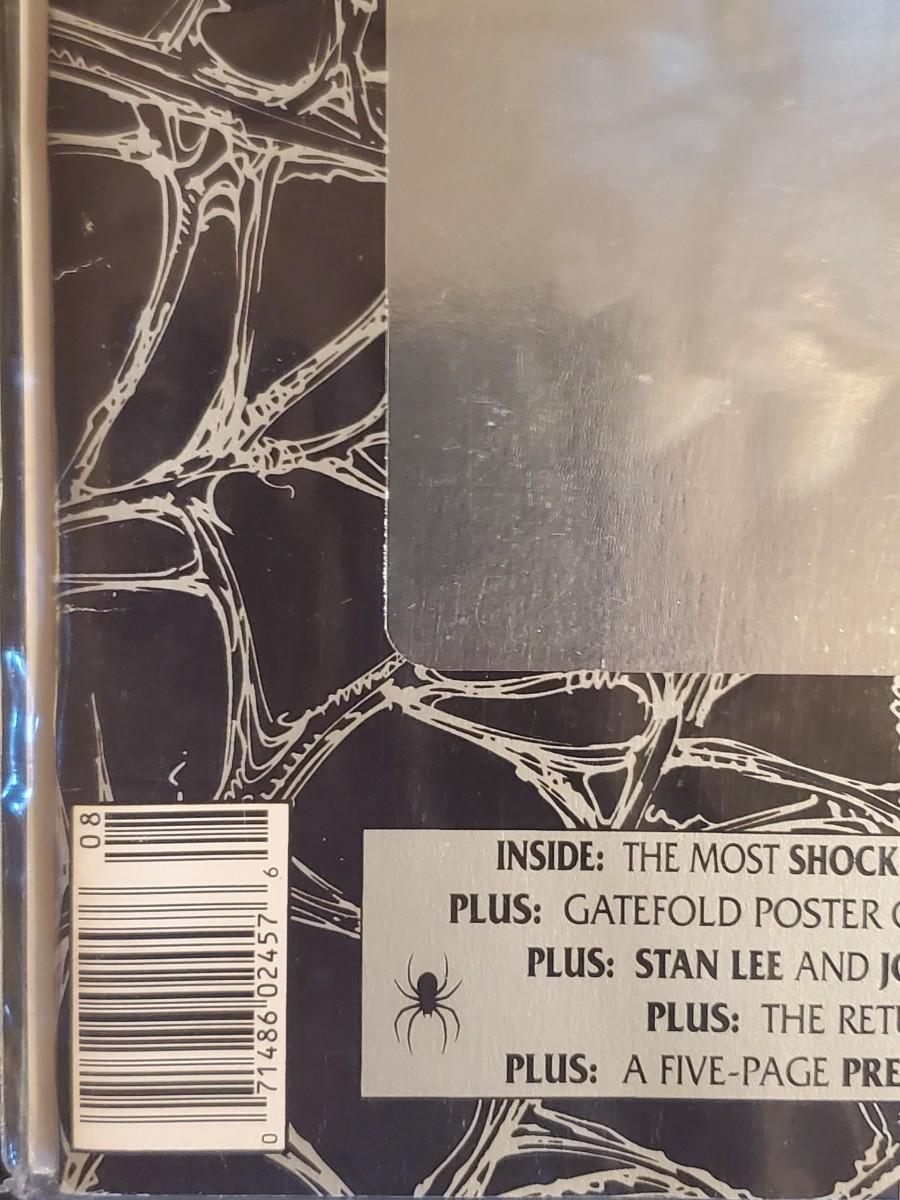 INSIDE: THE MOST SHOCK
PLUS: GATEFOLD POSTER
PLUS: STAN LEE AND JO
PLUS: THE RETU
PLUS: A FIVE-PAGE PRE
08
0 71486 02457 6